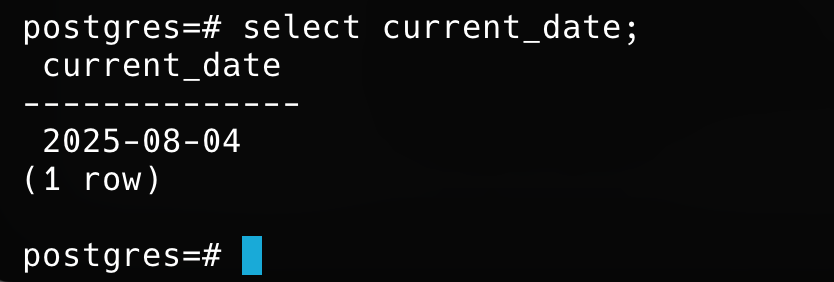 postgres=# select current_date;
 current_date
--------------
 2025-08-04
(1 row)

postgres=#